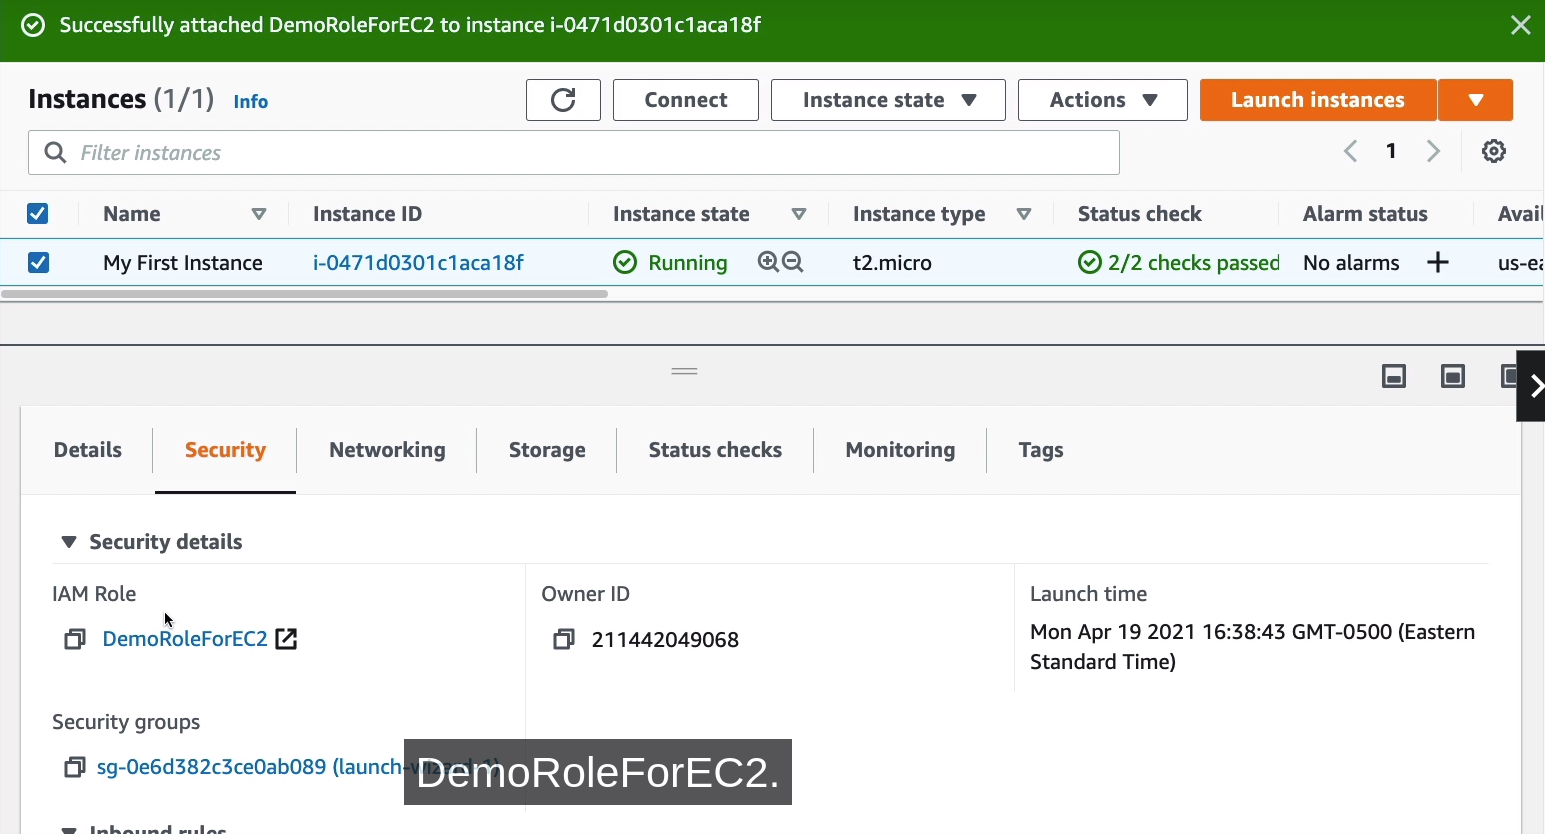 Successfully attached DemoRoleForEC2 to instance i-0471d0301c1aca18f
Instances (1/1) Info
Connect
Instance state
Actions
Launch instances
Filter instances
1
Name Instance ID Instance state Instance type Status check Alarm status Avail
My First Instance i-0471d0301c1aca18f Running t2.micro 2/2 checks passed No alarms + us-ea
Details Security Networking Storage Status checks Monitoring Tags
Security details
IAM Role
DemoRoleForEC2
Owner ID
211442049068
Launch time
Mon Apr 19 2021 16:38:43 GMT-0500 (Eastern
Standard Time)
Security groups
sg-0e6d382c3ce0ab089 (launch-wizard-1)
DemoRoleForEC2.
Inbound rules